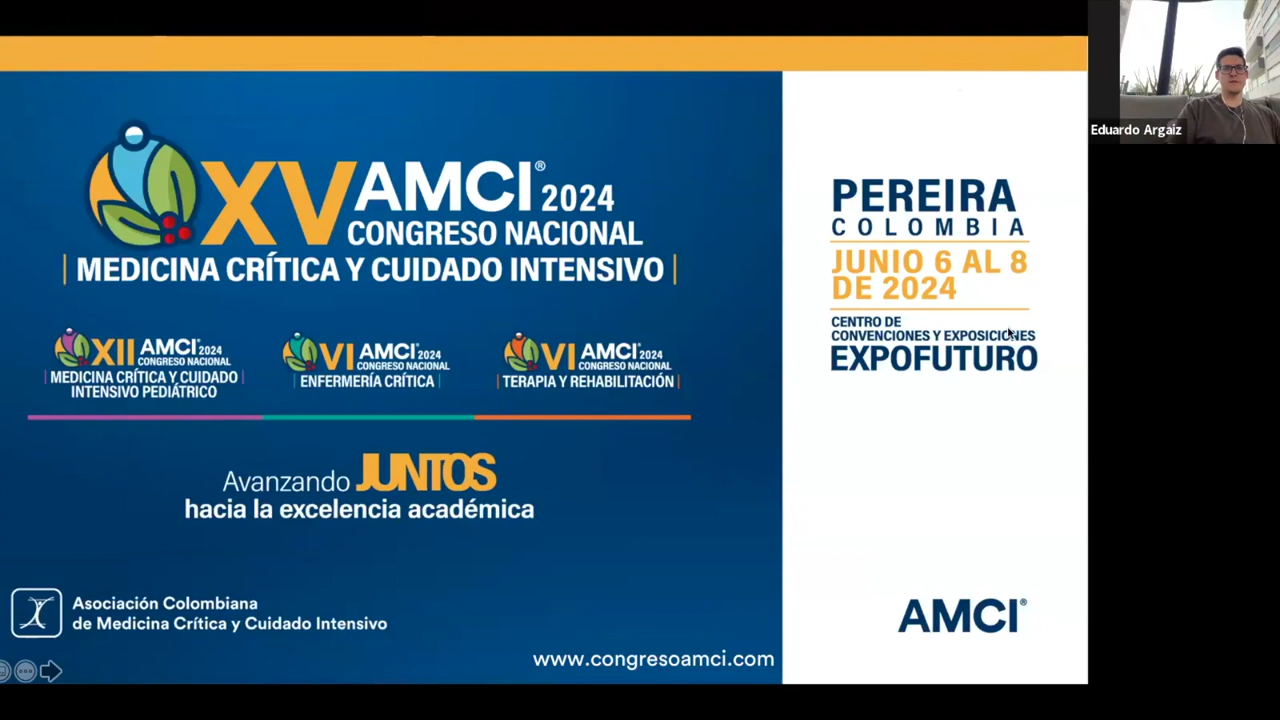 XV AMCI® 2024
CONGRESO NACIONAL
| MEDICINA CRÍTICA Y CUIDADO INTENSIVO |
XII AMCI® 2024
CONGRESO NACIONAL
MEDICINA CRÍTICA Y CUIDADO
INTENSIVO PEDIÁTRICO
VI AMCI® 2024
CONGRESO NACIONAL
ENFERMERÍA CRÍTICA
VI AMCI® 2024
CONGRESO NACIONAL
TERAPIA Y REHABILITACIÓN
Avanzando JUNTOS
hacia la excelencia académica
Asociación Colombiana
de Medicina Crítica y Cuidado Intensivo
www.congresoamci.com
PEREIRA
COLOMBIA
JUNIO 6 AL 8
DE 2024
CENTRO DE
CONVENCIONES Y EXPOSICIONES
EXPOFUTURO
AMCI®
Eduardo Argaiz